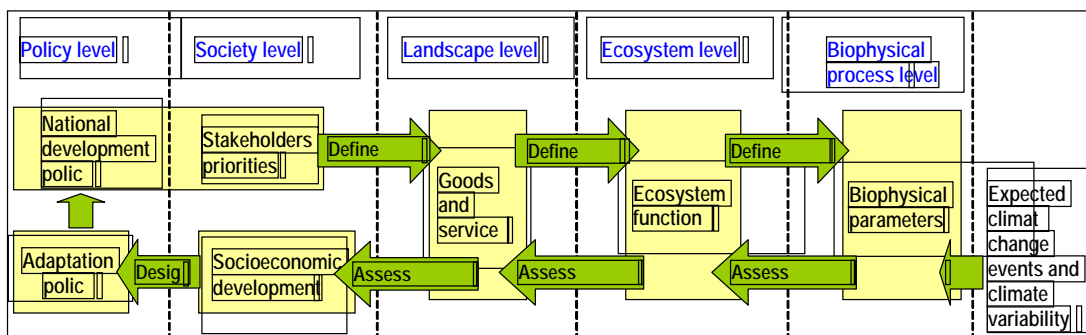 Policy level
Society level
Landscape level
Ecosystem level
Biophysical
process level
National
development
polic
Stakeholders
priorities
Define
Define
Define
Goods
and
service
Ecosystem
function
Biophysical
parameters
Expected
climat
change
events and
climate
variability
Adaptation
polic
Desig
Socioeconomic
development
Assess
Assess
Assess